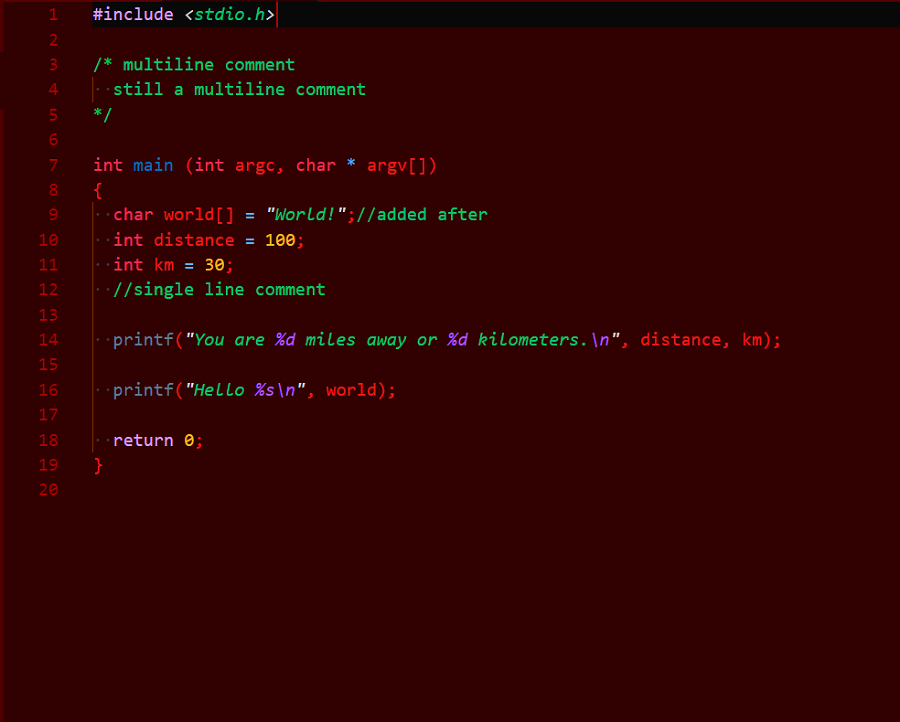 1 #include <stdio.h>
2
3 /* multiline comment
4   still a multiline comment
5 */
6
7 int main (int argc, char * argv[])
8 {
9   char world[] = "World!";//added after
10   int distance = 100;
11   int km = 30;
12   //single line comment
13
14   printf("You are %d miles away or %d kilometers.\n", distance, km);
15
16   printf("Hello %s\n", world);
17
18   return 0;
19 }
20